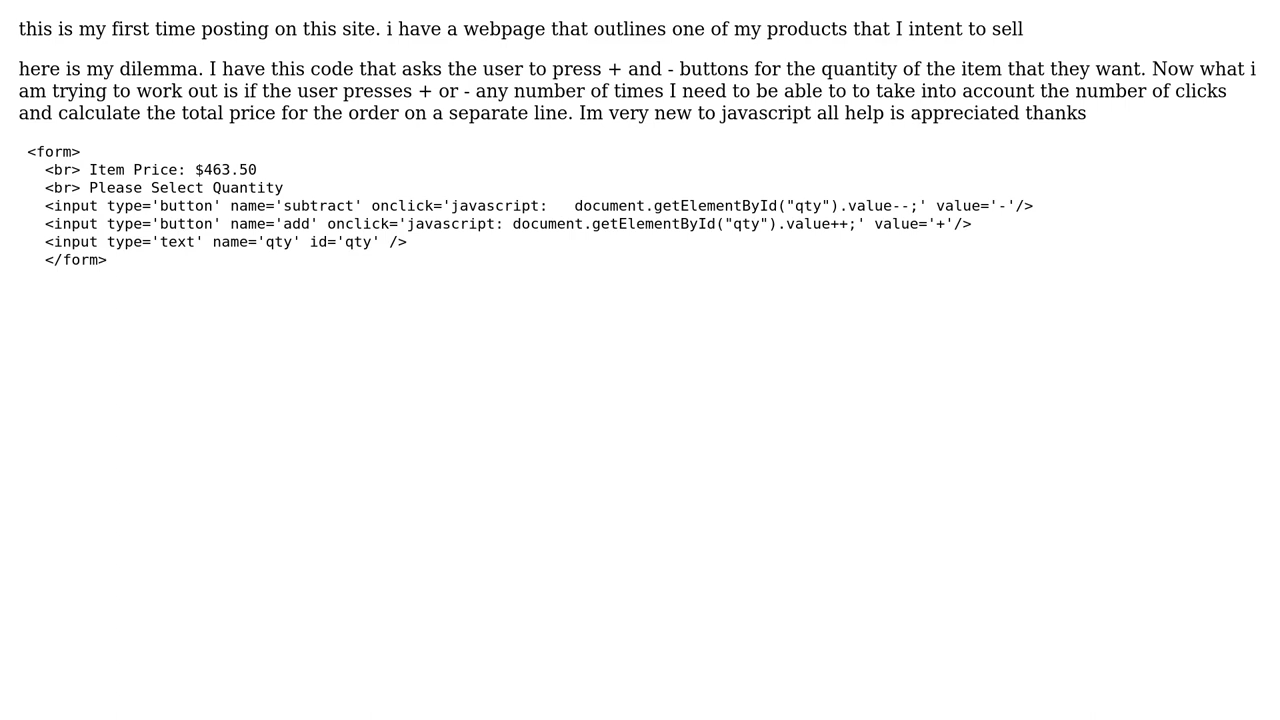 this is my first time posting on this site. i have a webpage that outlines one of my products that I intent to sell
here is my dilemma. I have this code that asks the user to press + and - buttons for the quantity of the item that they want. Now what i
am trying to work out is if the user presses + or - any number of times I need to be able to to take into account the number of clicks
and calculate the total price for the order on a separate line. Im very new to javascript all help is appreciated thanks
<form>
  <br> Item Price: $463.50
  <br> Please Select Quantity
  <input type='button' name='subtract' onclick='javascript:   document.getElementById("qty").value--;' value='-'/>
  <input type='button' name='add' onclick='javascript: document.getElementById("qty").value++;' value='+'/>
  <input type='text' name='qty' id='qty' />
  </form>